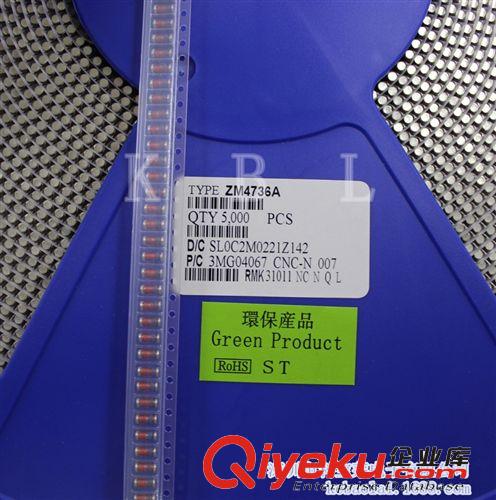 K R L
TYPE ZM4736A
QTY 5,000 PCS
D/C SL0C2M0221Z142
P/C 3MG04067 CNC-N 007
RMK31011 NC N Q L
環保産品
Green Product
RoHS ST
Qiyeku.com 企业库